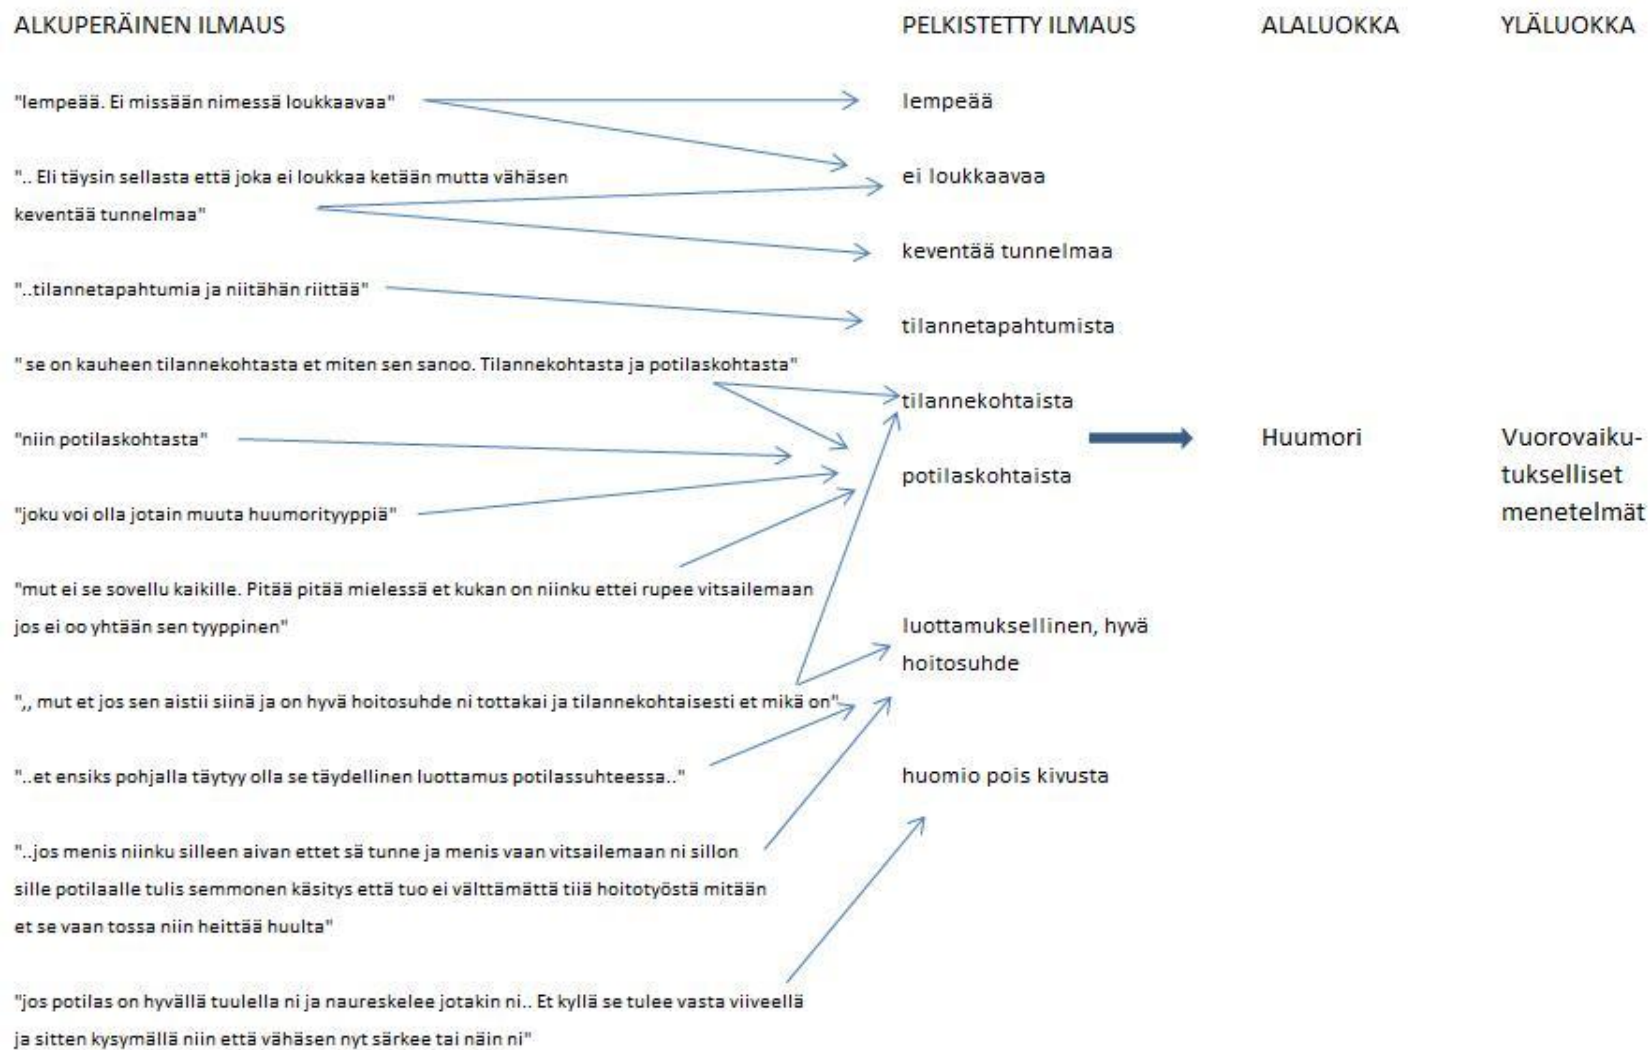 ALKUPERÄINEN ILMAUS
PELKISTETTY ILMAUS
ALALUOKKA
YLÄLUOKKA
"lempeää. Ei missään nimessä loukkaavaa"
lempeää
".. Eli täysin sellasta että joka ei loukkaa ketään mutta vähäsen
keventää tunnelmaa"
ei loukkaavaa
keventää tunnelmaa
"..tilannetapahtumia ja niitähän riittää"
tilannetapahtumista
" se on kauheen tilannekohtasta et miten sen sanoo. Tilannekohtasta ja potilaskohtasta"
tilannekohtaista
"niin potilaskohtasta"
potilaskohtaista
Huumori
Vuorovaiku-
tukselliset
menetelmät
"joku voi olla jotain muuta huumorityyppiä"
"mut ei se sovellu kaikille. Pitää pitää mielessä et kukan on niinku ettei rupee vitsailemaan
jos ei oo yhtään sen tyyppinen"
luottamuksellinen, hyvä
hoitosuhde
",, mut et jos sen aistii siinä ja on hyvä hoitosuhde ni tottakai ja tilannekohtaisesti et mikä on"
"..et ensiks pohjalla täytyy olla se täydellinen luottamus potilassuhteessa.."
huomio pois kivusta
"..jos menis niinku silleen aivan ettet sä tunne ja menis vaan vitsailemaan ni sillon
sille potilaalle tulis semmonen käsitys että tuo ei välttämättä tiiä hoitotyöstä mitään
et se vaan tossa niin heittää huulta"
"jos potilas on hyvällä tuulella ni ja naureskelee jotakin ni.. Et kyllä se tulee vasta viiveellä
ja sitten kysymällä niin että vähäsen nyt särkee tai näin ni"